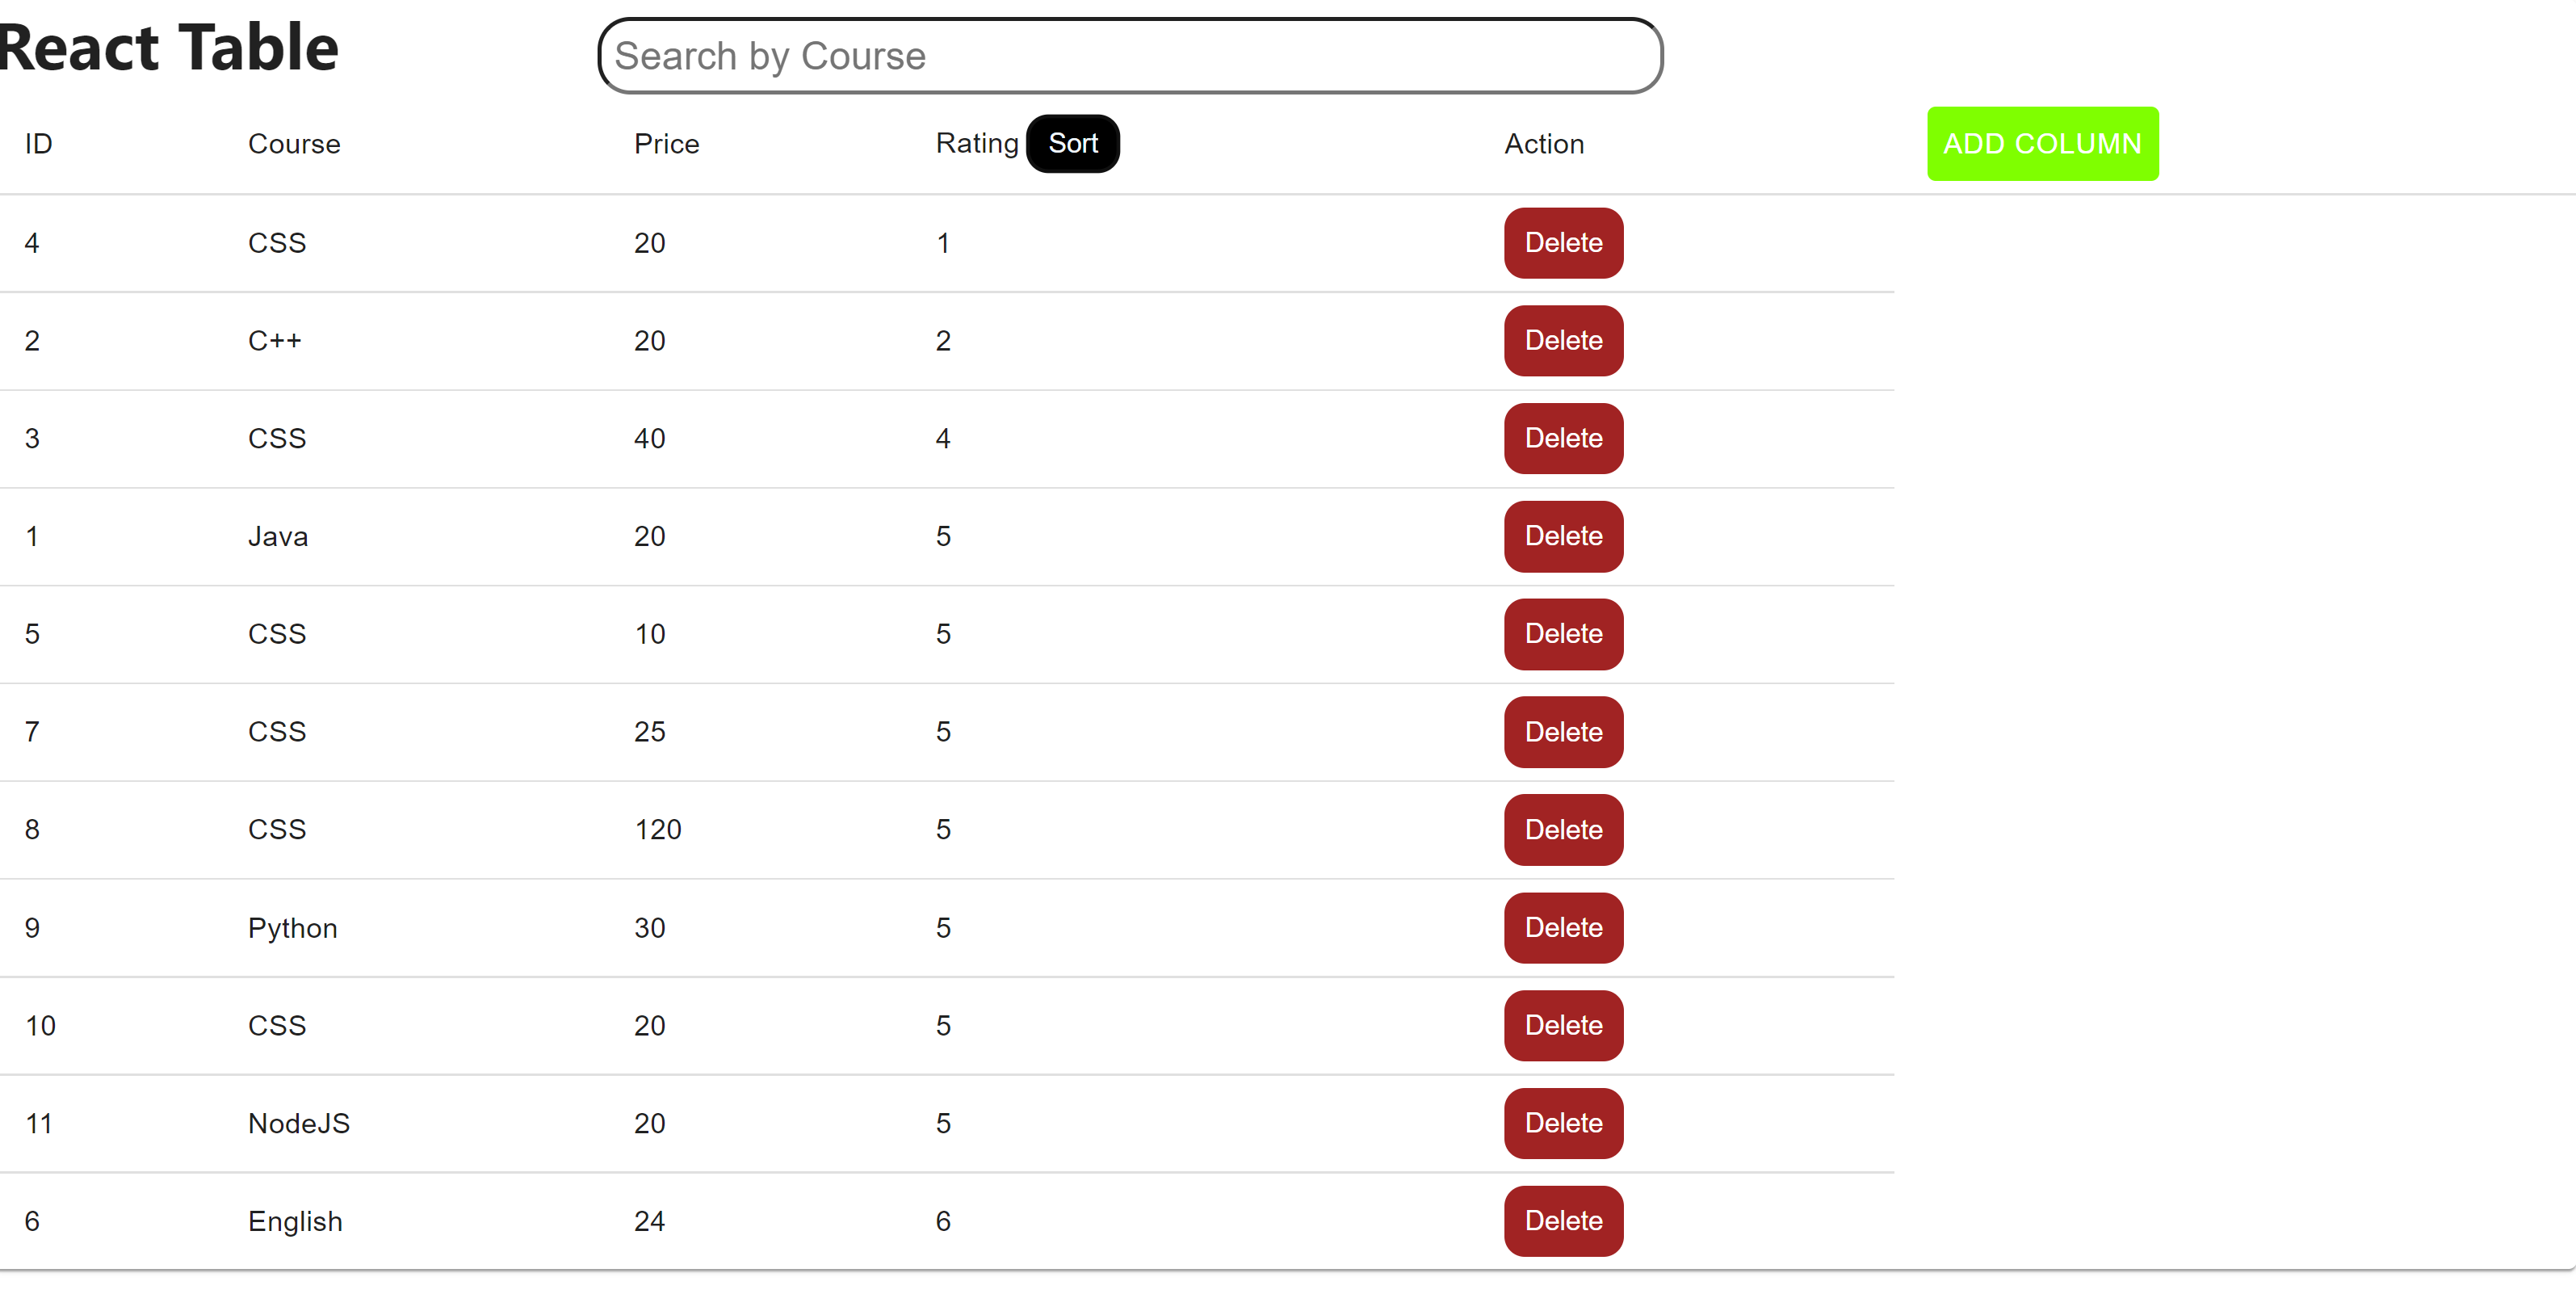 React Table Search by Course
ID Course Price Rating Sort Action ADD COLUMN
4 CSS 20 1 Delete
2 C++ 20 2 Delete
3 CSS 40 4 Delete
1 Java 20 5 Delete
5 CSS 10 5 Delete
7 CSS 25 5 Delete
8 CSS 120 5 Delete
9 Python 30 5 Delete
10 CSS 20 5 Delete
11 NodeJS 20 5 Delete
6 English 24 6 Delete